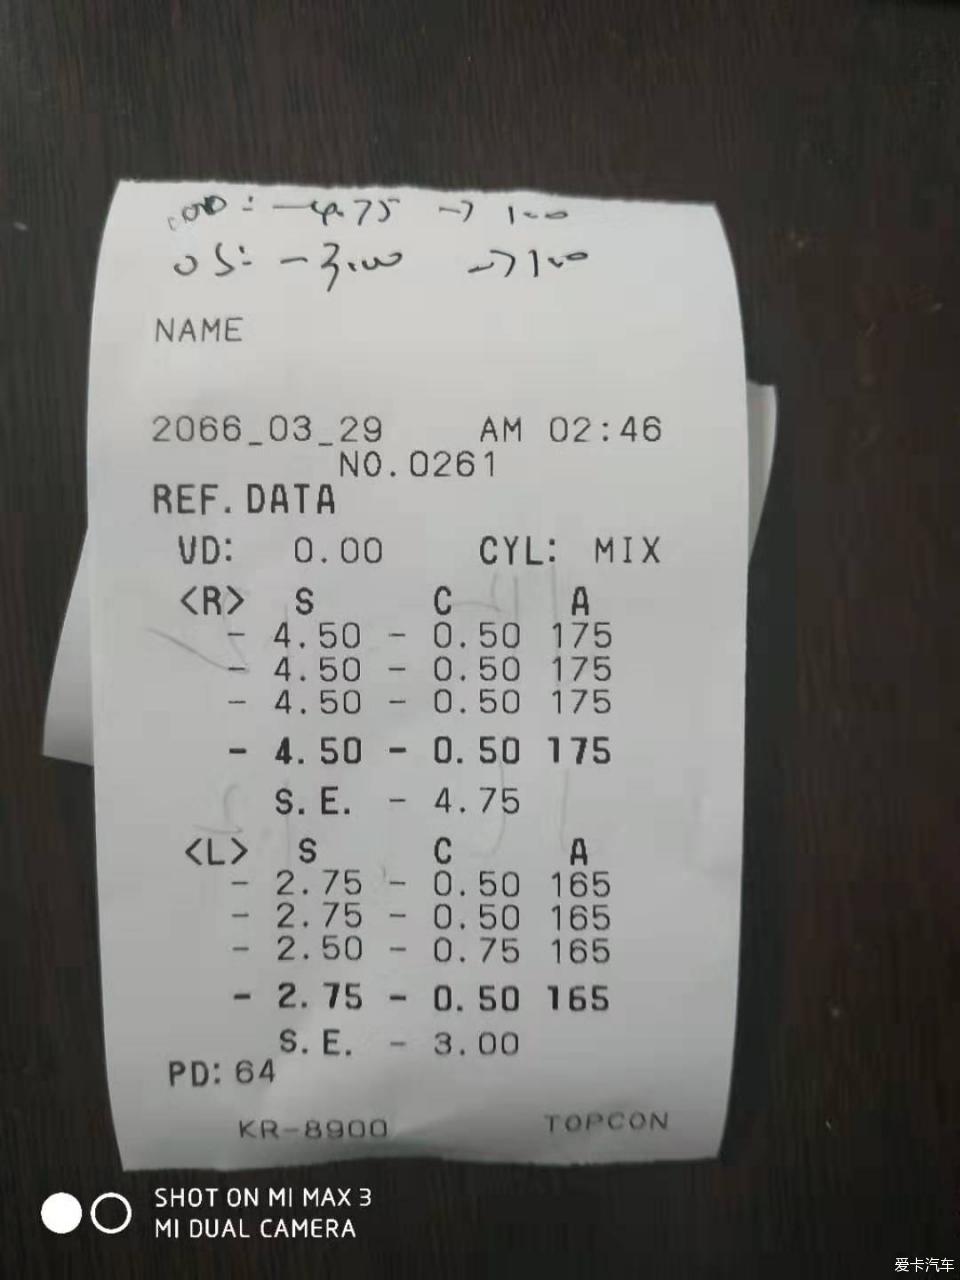 OD: -4.75 → 100
OS: -3.00 → 100
NAME
2066_03_29 AM 02:46
NO.0261
REF. DATA
VD: 0.00 CYL: MIX
<R> S C A
- 4.50 - 0.50 175
- 4.50 - 0.50 175
- 4.50 - 0.50 175
- 4.50 - 0.50 175
S.E. - 4.75
<L> S C A
- 2.75 - 0.50 165
- 2.75 - 0.50 165
- 2.50 - 0.75 165
- 2.75 - 0.50 165
S.E. - 3.00
PD: 64
KR-8900 TOPCON
SHOT ON MI MAX 3
MI DUAL CAMERA
爱卡汽车